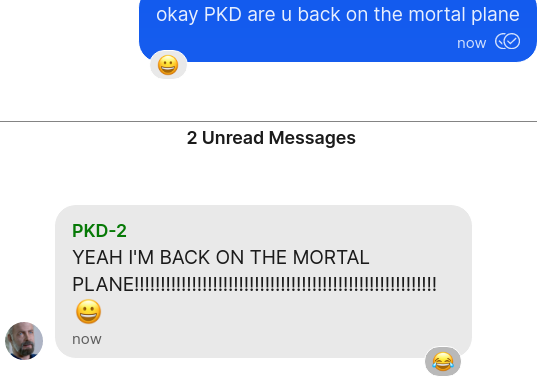 okay PKD are u back on the mortal plane
now
😀
2 Unread Messages
PKD-2
YEAH I'M BACK ON THE MORTAL
PLANE!!!!!!!!!!!!!!!!!!!!!!!!!!!!!!!!!!!!!!!!!!!!!!!!!!!!!!!!!!
😀
now
😂